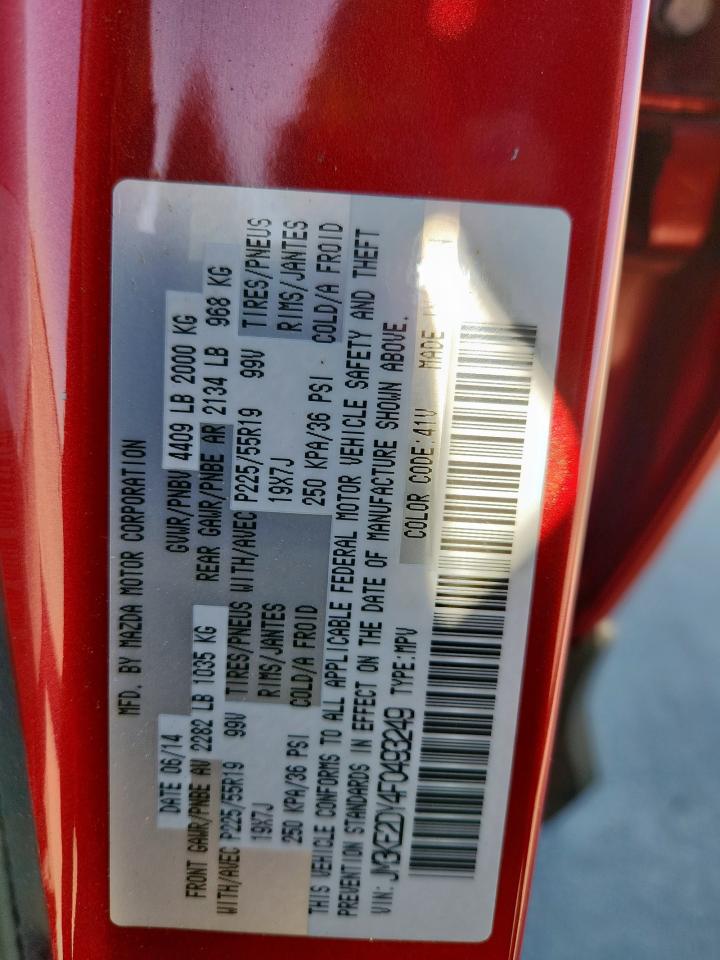 MFD. BY MAZDA MOTOR CORPORATION
DATE 06/14 GVWR/PNBV 4409 LB 2000 KG
FRONT GAWR/PNBE AV 2282 LB 1035 KG REAR GAWR/PNBE AR 2134 LB 968 KG
WITH/AVEC P225/55R19 99V TIRES/PNEUS WITH/AVEC P225/55R19 99V TIRES/PNEUS
19X7J RIMS/JANTES 19X7J RIMS/JANTES
250 KPA/36 PSI COLD/A FROID 250 KPA/36 PSI COLD/A FROID
THIS VEHICLE CONFORMS TO ALL APPLICABLE FEDERAL MOTOR VEHICLE SAFETY AND THEFT
PREVENTION STANDARDS IN EFFECT ON THE DATE OF MANUFACTURE SHOWN ABOVE.
VIN: JM3KE2DY4F0493249 TYPE:MPV COLOR CODE:41V MADE